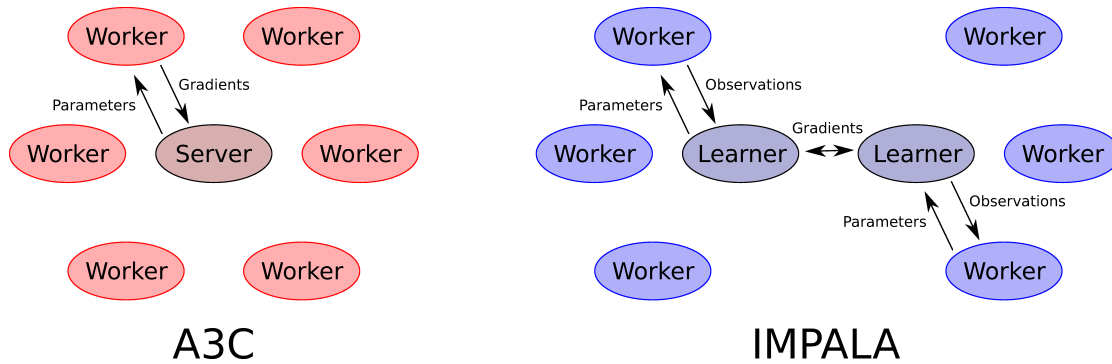 Worker
Worker
Gradients
Parameters
Worker
Server
Worker
Worker
Worker
A3C
Worker
Worker
Observations
Parameters
Gradients
Worker
Learner
Learner
Worker
Observations
Parameters
Worker
Worker
IMPALA